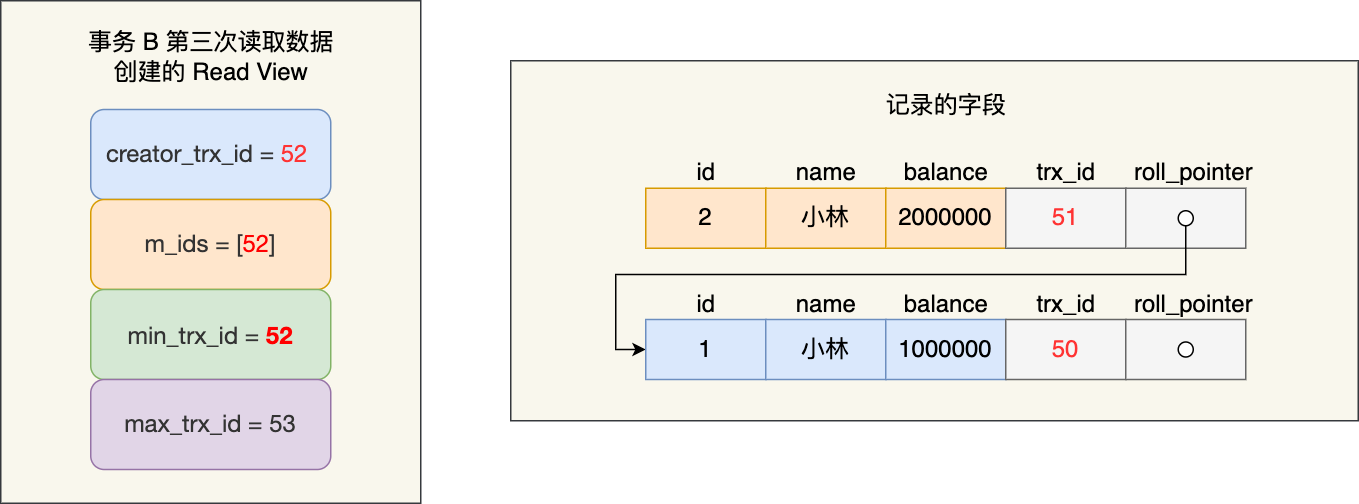 事务 B 第三次读取数据
创建的 Read View
creator_trx_id = 52
m_ids = [52]
min_trx_id = 52
max_trx_id = 53
记录的字段
id name balance trx_id roll_pointer
2 小林 2000000 51
id name balance trx_id roll_pointer
1 小林 1000000 50